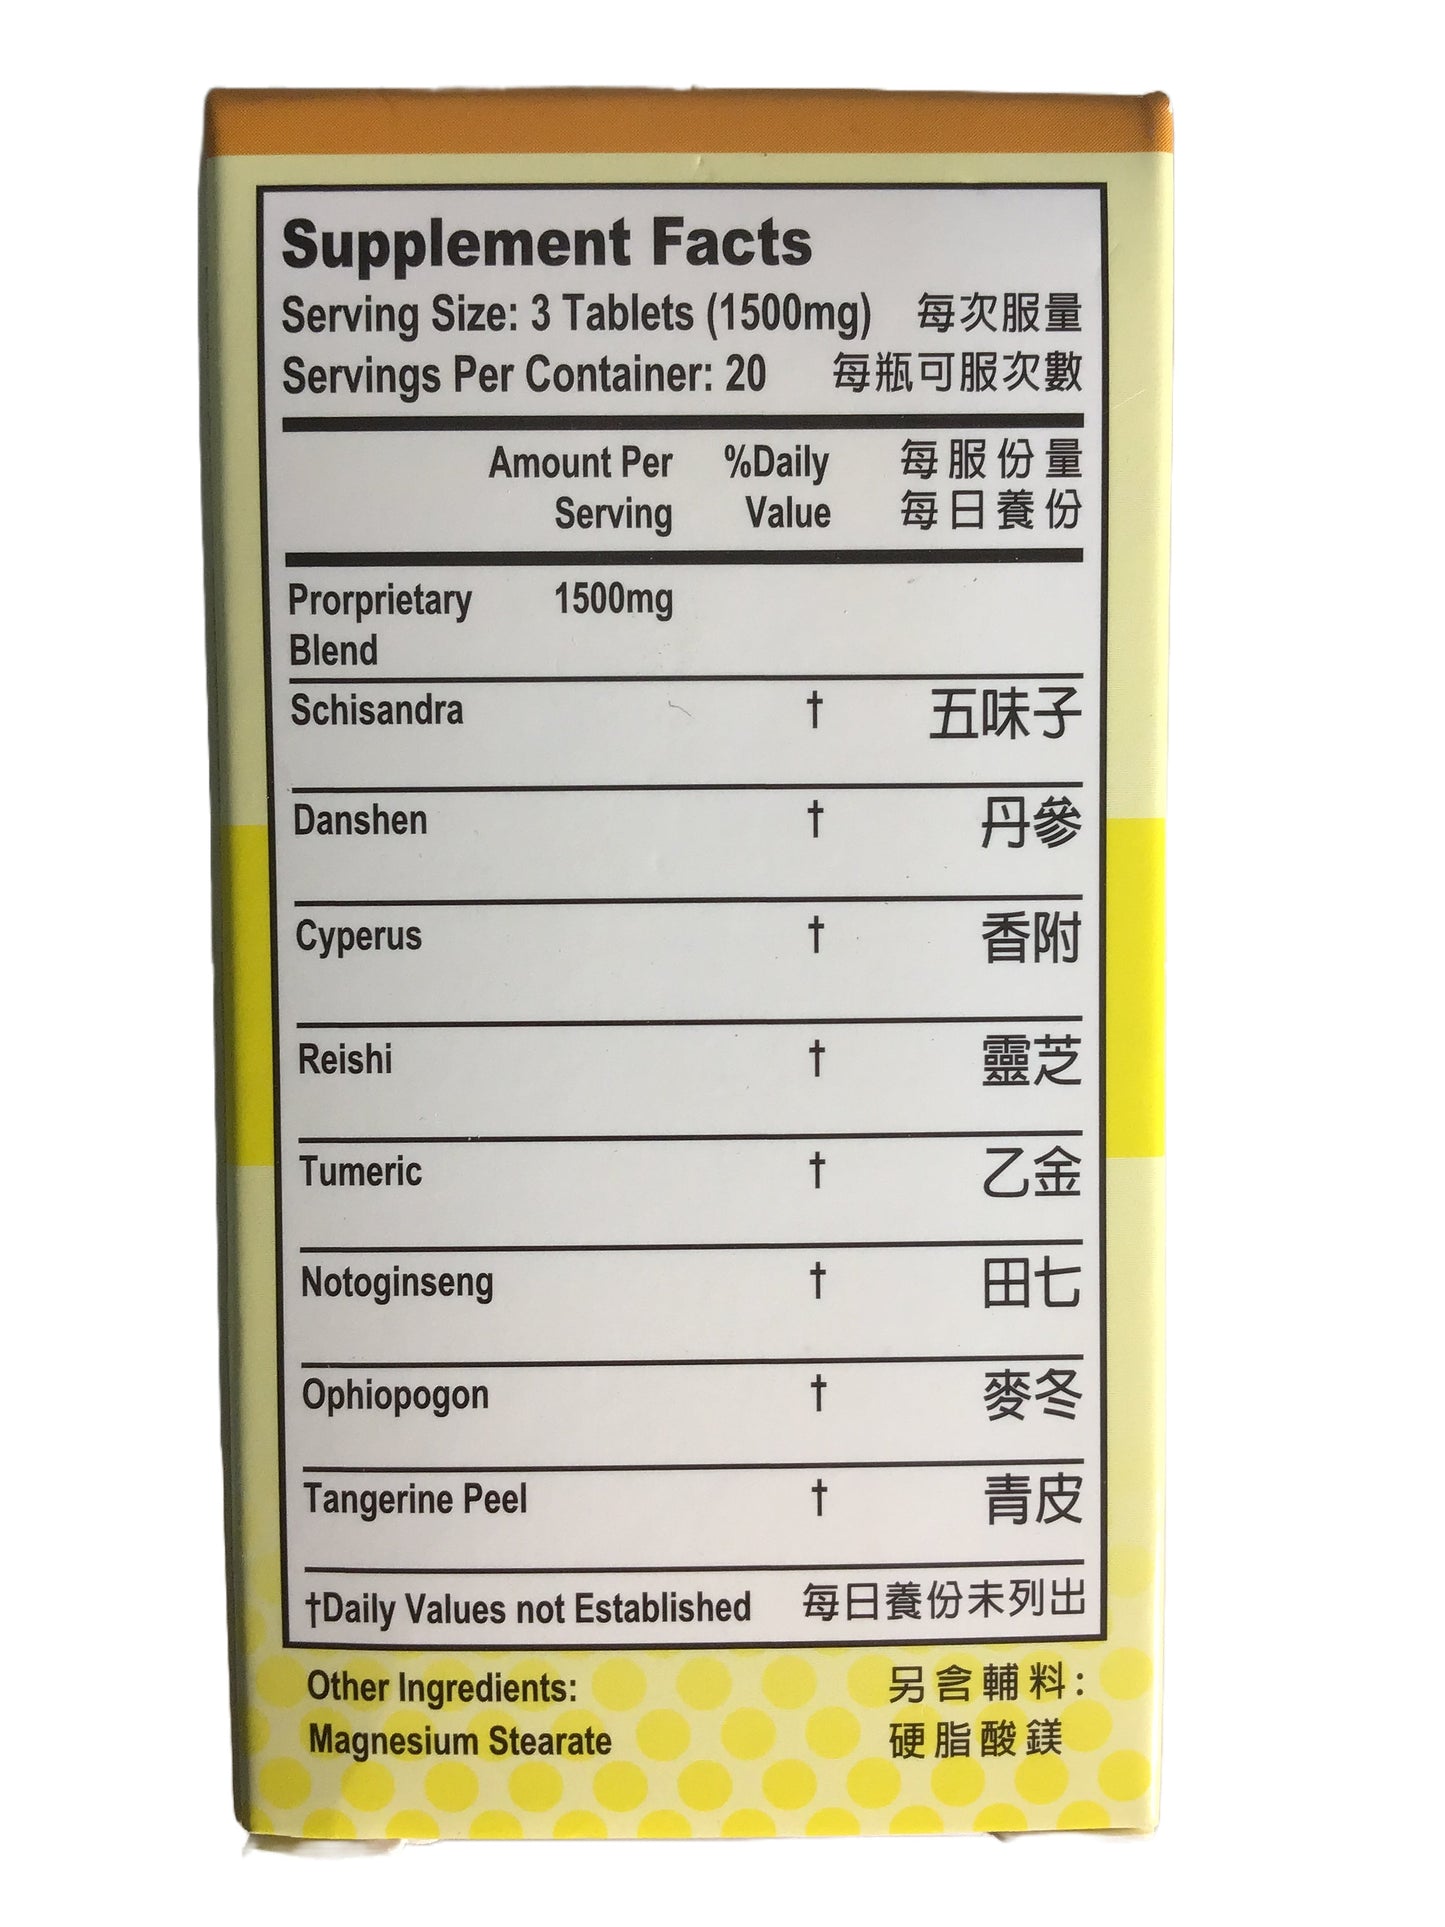 Supplement Facts
Serving Size: 3 Tablets (1500mg) 每次服量
Servings Per Container: 20 每瓶可服次數
Amount Per %Daily 每服份量
Serving Value 每日養份
Prorprietary 1500mg
Blend
Schisandra † 五味子
Danshen † 丹參
Cyperus † 香附
Reishi † 靈芝
Tumeric † 乙金
Notoginseng † 田七
Ophiopogon † 麥冬
Tangerine Peel † 青皮
†Daily Values not Established 每日養份未列出
Other Ingredients: 另含輔料:
Magnesium Stearate 硬脂酸鎂